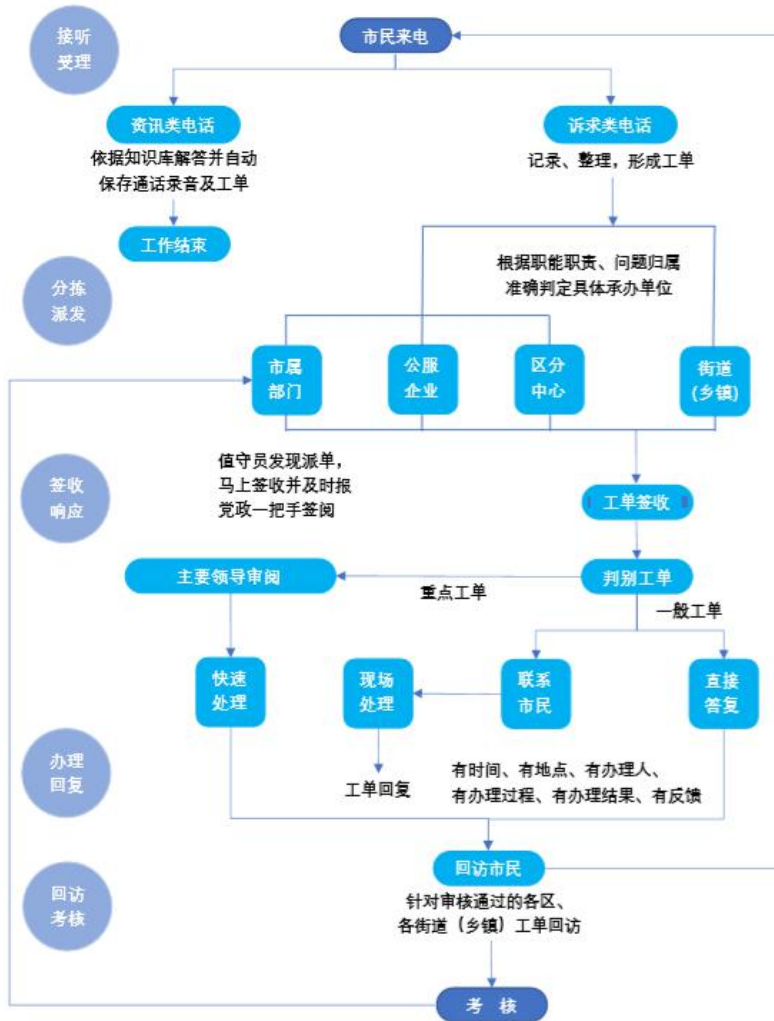 接听
受理
市民来电
资讯类电话
诉求类电话
依据知识库解答并自动
保存通话录音及工单
记录、整理，形成工单
工作结束
分拣
派发
根据职能职责、问题归属
准确判定具体承办单位
市属
部门
公服
企业
区分
中心
街道
(乡镇)
签收
响应
值守员发现派单，
马上签收并及时报
党政一把手签阅
工单签收
主要领导审阅
判别工单
重点工单
一般工单
快速
处理
现场
处理
联系
市民
直接
答复
办理
回复
工单回复
有时间、有地点、有办理人、
有办理过程、有办理结果、有反馈
回访
考核
回访市民
针对审核通过的各区、
各街道（乡镇）工单回访
考 核